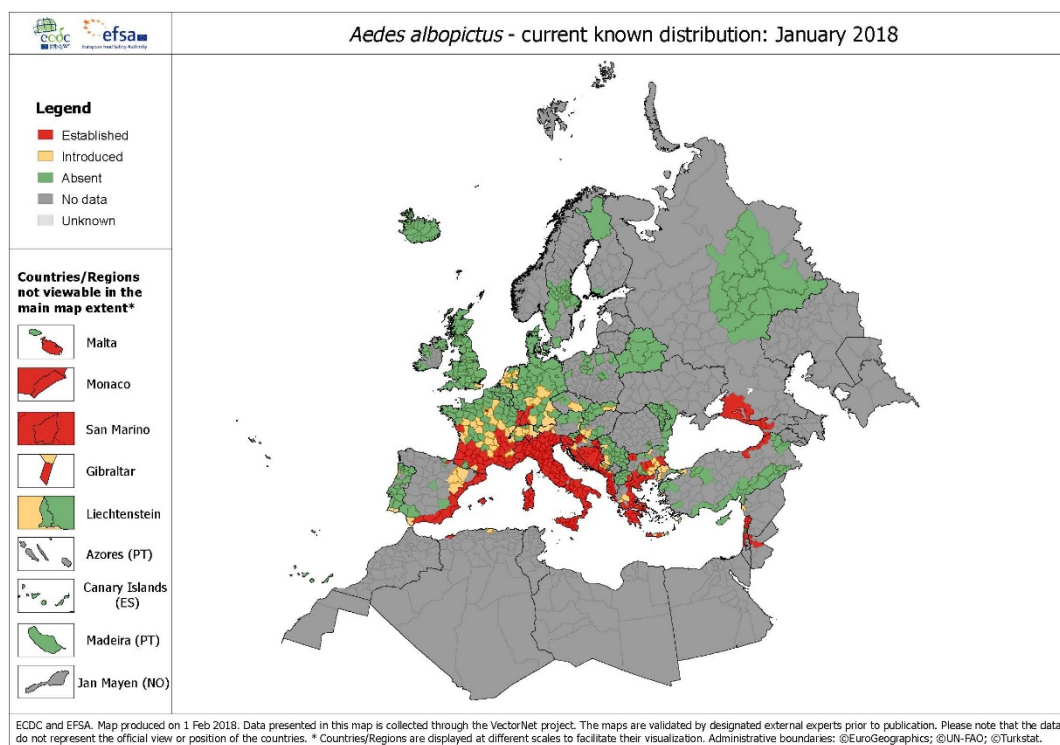 ecdc
efsa
European Food Safety Authority
Aedes albopictus - current known distribution: January 2018
Legend
Established
Introduced
Absent
No data
Unknown
Countries/Regions
not viewable in the
main map extent*
Malta
Monaco
San Marino
Gibraltar
Liechtenstein
Azores (PT)
Canary Islands
(ES)
Madeira (PT)
Jan Mayen (NO)
ECDC and EFSA. Map produced on 1 Feb 2018. Data presented in this map is collected through the VectorNet project. The maps are validated by designated external experts prior to publication. Please note that the data
do not represent the official view or position of the countries. * Countries/Regions are displayed at different scales to facilitate their visualization. Administrative boundaries: ©EuroGeographics; ©UN-FAO; ©Turkstat.